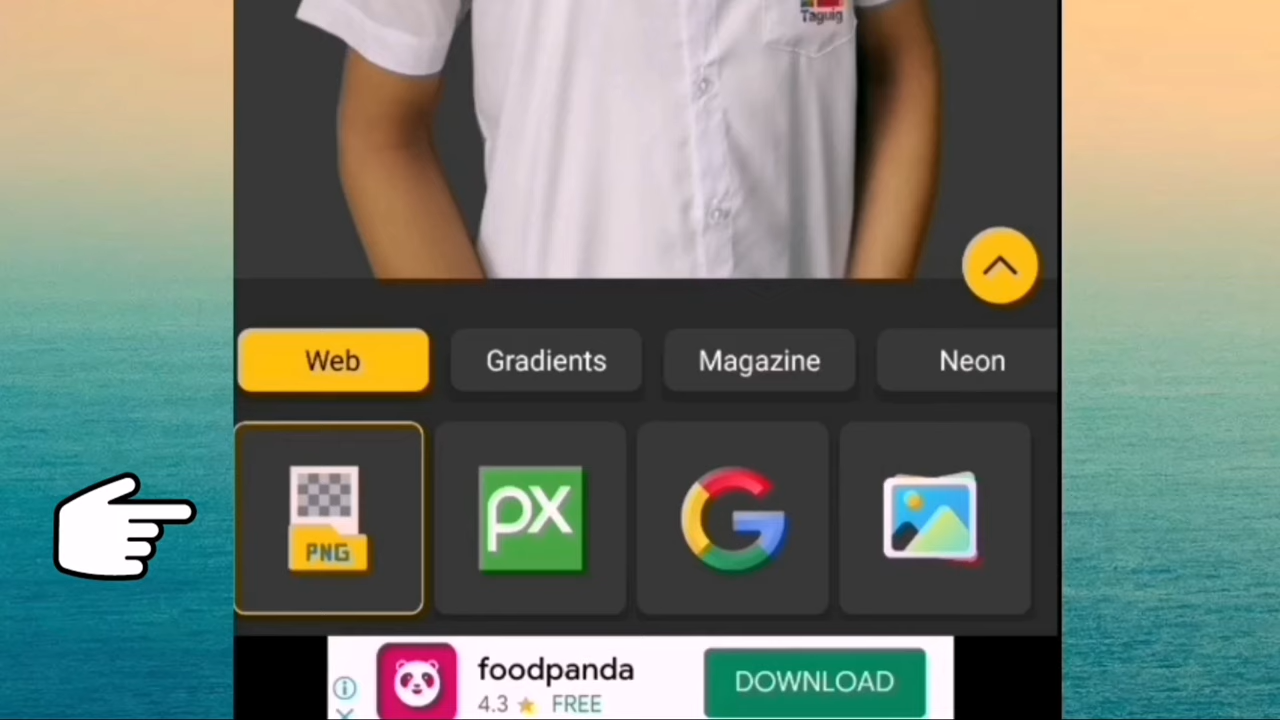 Taguig
Web
Gradients
Magazine
Neon
PNG
px
foodpanda
4.3 ★ FREE
DOWNLOAD